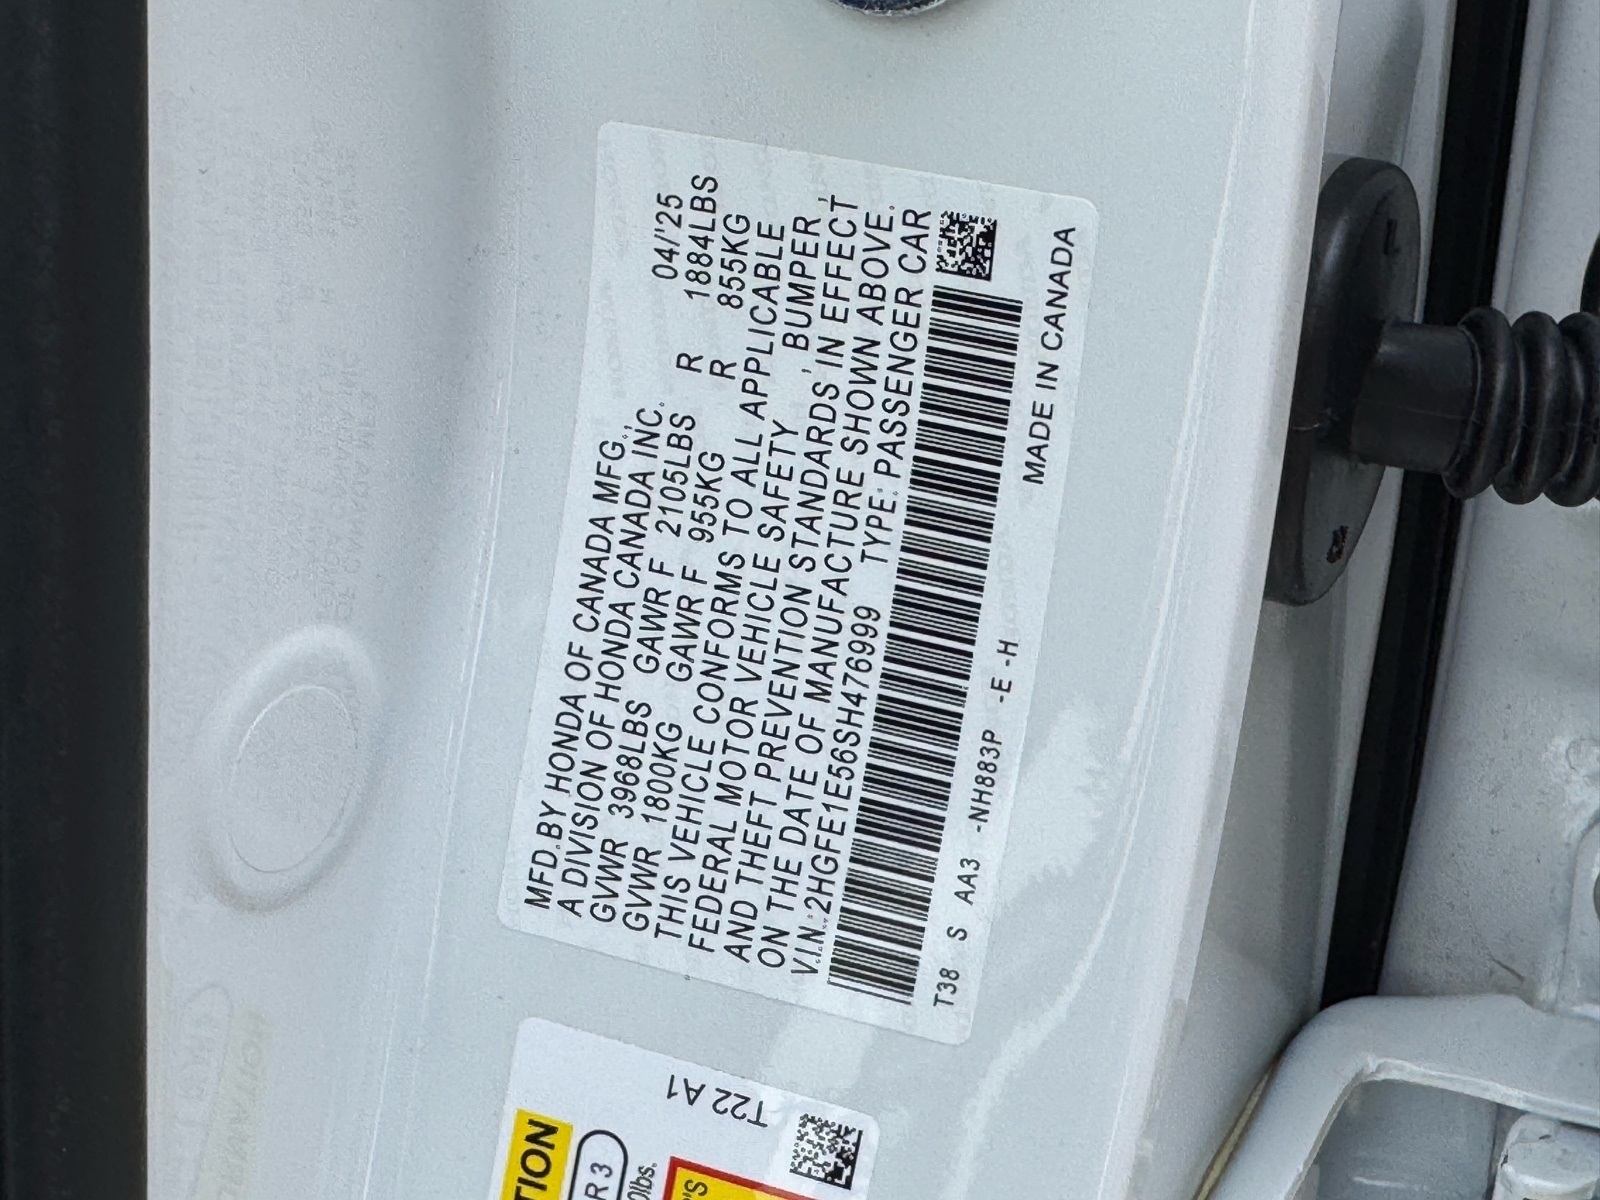 MFD.BY HONDA OF CANADA MFG.,
A DIVISION OF HONDA CANADA INC. 04/'25
GVWR 3968LBS GAWR F 2105LBS R 1884LBS
GVWR 1800KG GAWR F 955KG R 855KG
THIS VEHICLE CONFORMS TO ALL APPLICABLE
FEDERAL MOTOR VEHICLE SAFETY , BUMPER ,
AND THEFT PREVENTION STANDARDS IN EFFECT
ON THE DATE OF MANUFACTURE SHOWN ABOVE.
V.I.N.:2HGFE1E56SH476999 TYPE: PASSENGER CAR
T38 S AA3 -NH883P -E -H MADE IN CANADA
T22 A1
TION
R3
0lbs.
'S